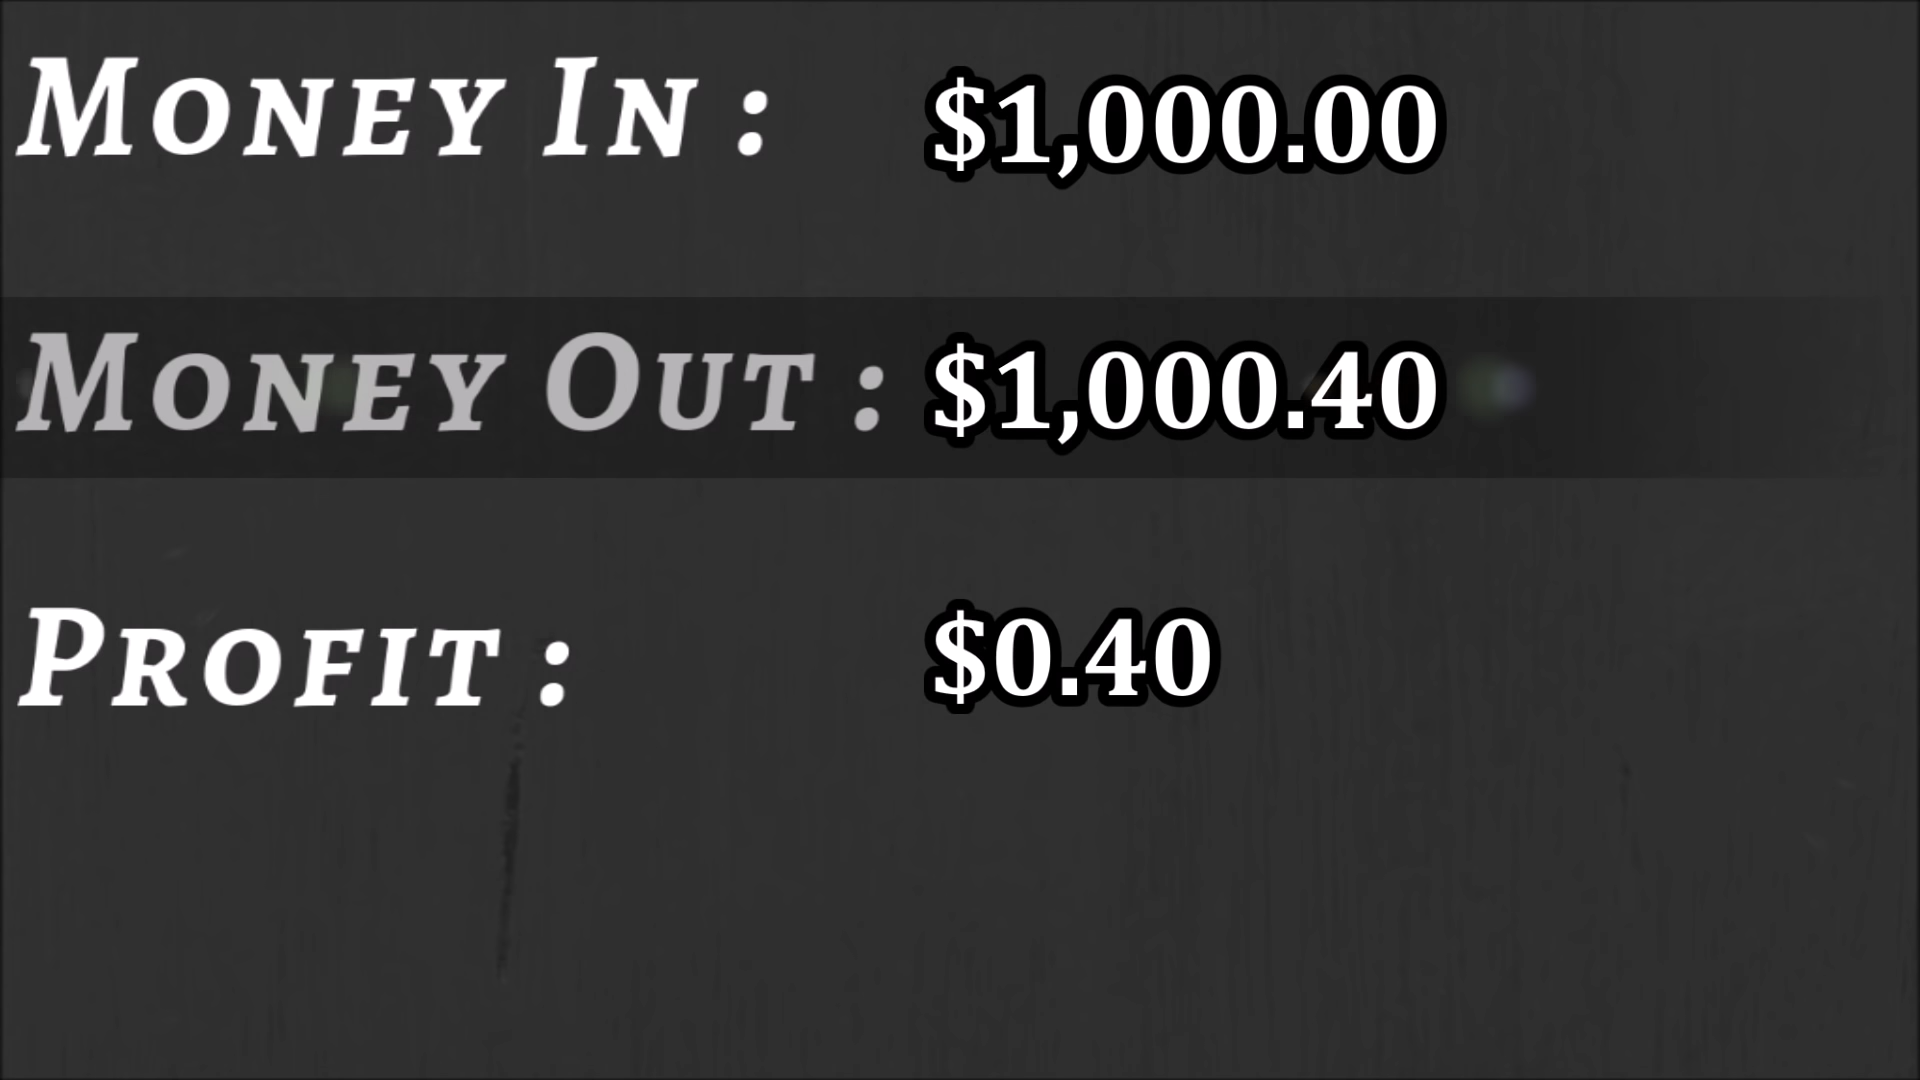 Money In : $1,000.00
Money Out : $1,000.40
Profit : $0.40